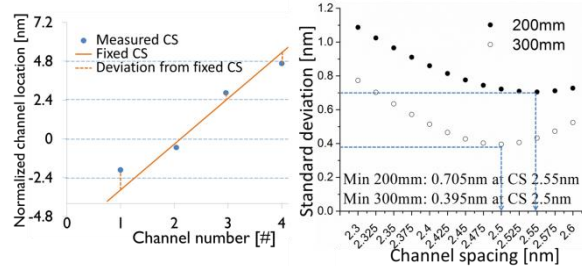 Normalized channel location [nm]
7.2
4.8
2.4
0
-2.4
-4.8
Measured CS
Fixed CS
Deviation from fixed CS
0
1
2
3
4
Channel number [#]
Standard deviation [nm]
1.2
1.0
0.8
0.6
0.4
0.2
0.0
200mm
300mm
Min 200mm: 0.705nm at CS 2.55nm
Min 300mm: 0.395nm at CS 2.5nm
2.3
2.325
2.35
2.375
2.4
2.425
2.45
2.475
2.5
2.525
2.55
2.575
2.6
Channel spacing [nm]